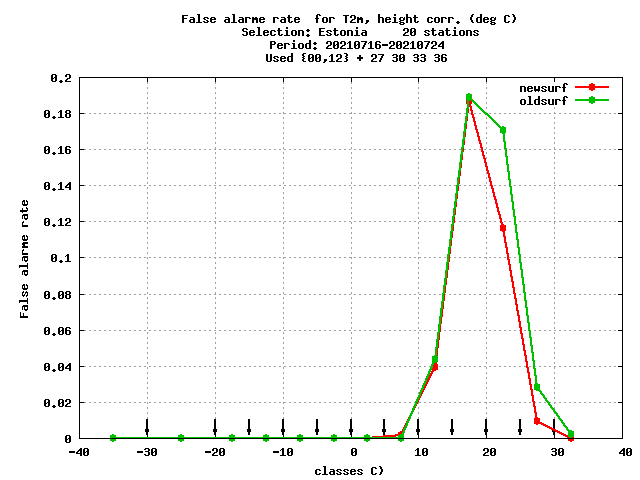 False alarme rate  for T2m, height corr. (deg C)
Selection: Estonia     20 stations
Period: 20210716-20210724
Used {00,12} + 27 30 33 36
newsurf
oldsurf
False alarme rate
0.2
0.18
0.16
0.14
0.12
0.1
0.08
0.06
0.04
0.02
0
-40 -30 -20 -10 0 10 20 30 40
classes C)